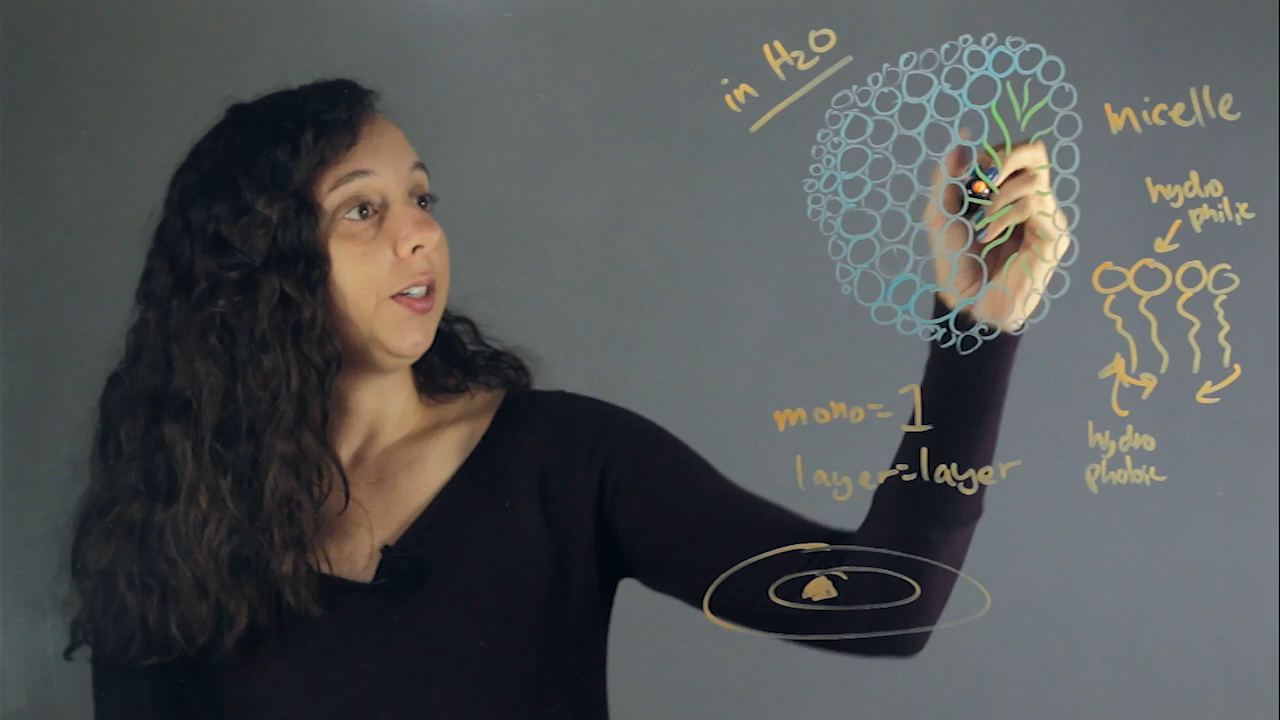 in H2O
micelle
hydro
philic
mono=1
layer=layer
hydro
phobic